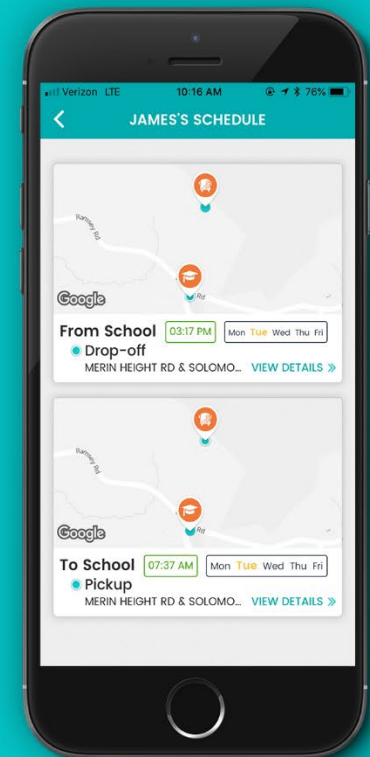 Verizon LTE 10:16 AM 76%
JAMES'S SCHEDULE
Ramsey Rd
Rd
Google
From School 03:17 PM Mon Tue Wed Thu Fri
Drop-off
MERIN HEIGHT RD & SOLOMO... VIEW DETAILS »
Ramsey Rd
Rd
Google
To School 07:37 AM Mon Tue Wed Thu Fri
Pickup
MERIN HEIGHT RD & SOLOMO... VIEW DETAILS »